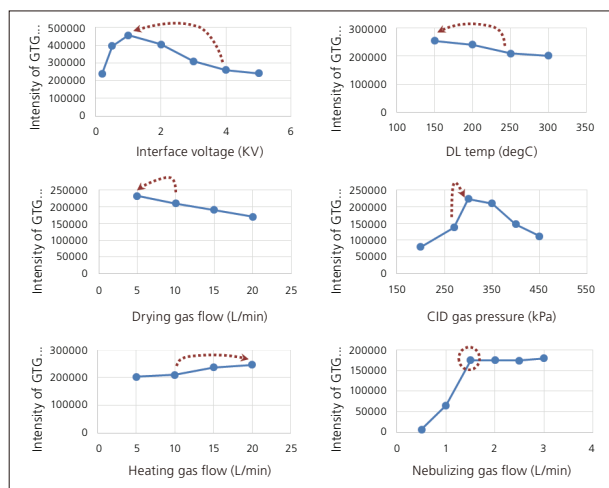 Intensity of GTG...
500000
400000
300000
200000
100000
0
0 2 4 6
Interface voltage (KV)
Intensity of GTG...
300000
200000
100000
0
100 150 200 250 300 350
DL temp (degC)
Intensity of GTG...
250000
200000
150000
100000
50000
0
0 5 10 15 20 25
Drying gas flow (L/min)
Intensity of GTG...
250000
200000
150000
100000
50000
0
150 250 350 450 550
CID gas pressure (kPa)
Intensity of GTG...
300000
200000
100000
0
0 5 10 15 20 25
Heating gas flow (L/min)
Intensity of GTG...
200000
150000
100000
50000
0
0 1 2 3 4
Nebulizing gas flow (L/min)